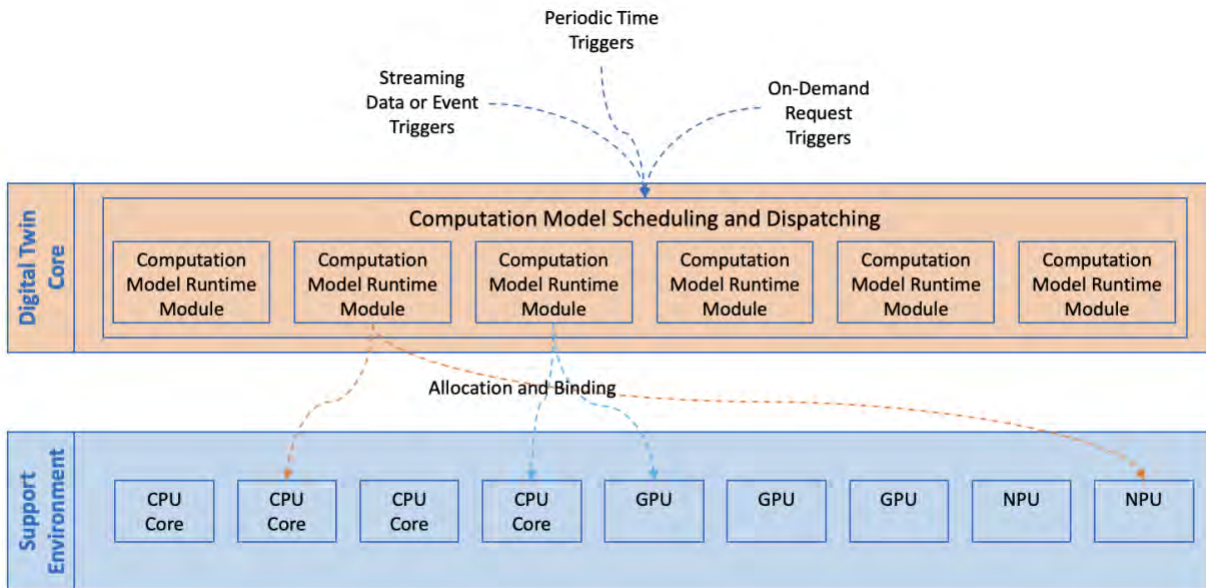 Periodic Time
Triggers
Streaming
Data or Event
Triggers
On-Demand
Request
Triggers
Digital Twin
Core
Computation Model Scheduling and Dispatching
Computation
Model Runtime
Module
Computation
Model Runtime
Module
Computation
Model Runtime
Module
Computation
Model Runtime
Module
Computation
Model Runtime
Module
Computation
Model Runtime
Module
Allocation and Binding
Support
Environment
CPU
Core
CPU
Core
CPU
Core
CPU
Core
GPU
GPU
GPU
NPU
NPU